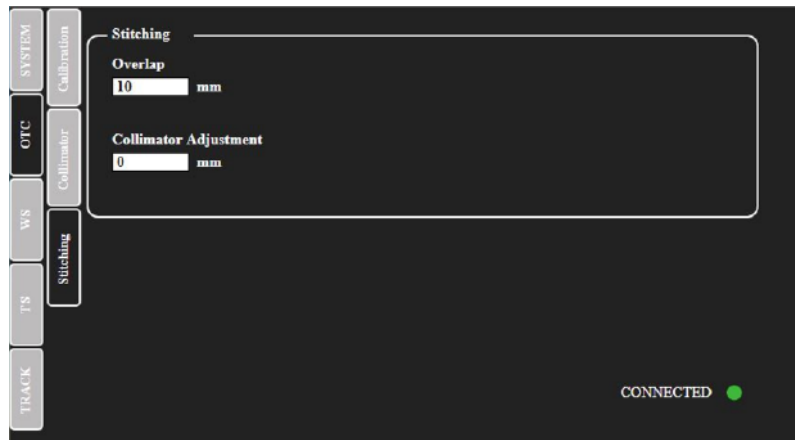 SYSTEM
OTC
WS
TS
TRACK
Calibration
Collimator
Stitching
Stitching
Overlap
10 mm
Collimator Adjustment
0 mm
CONNECTED